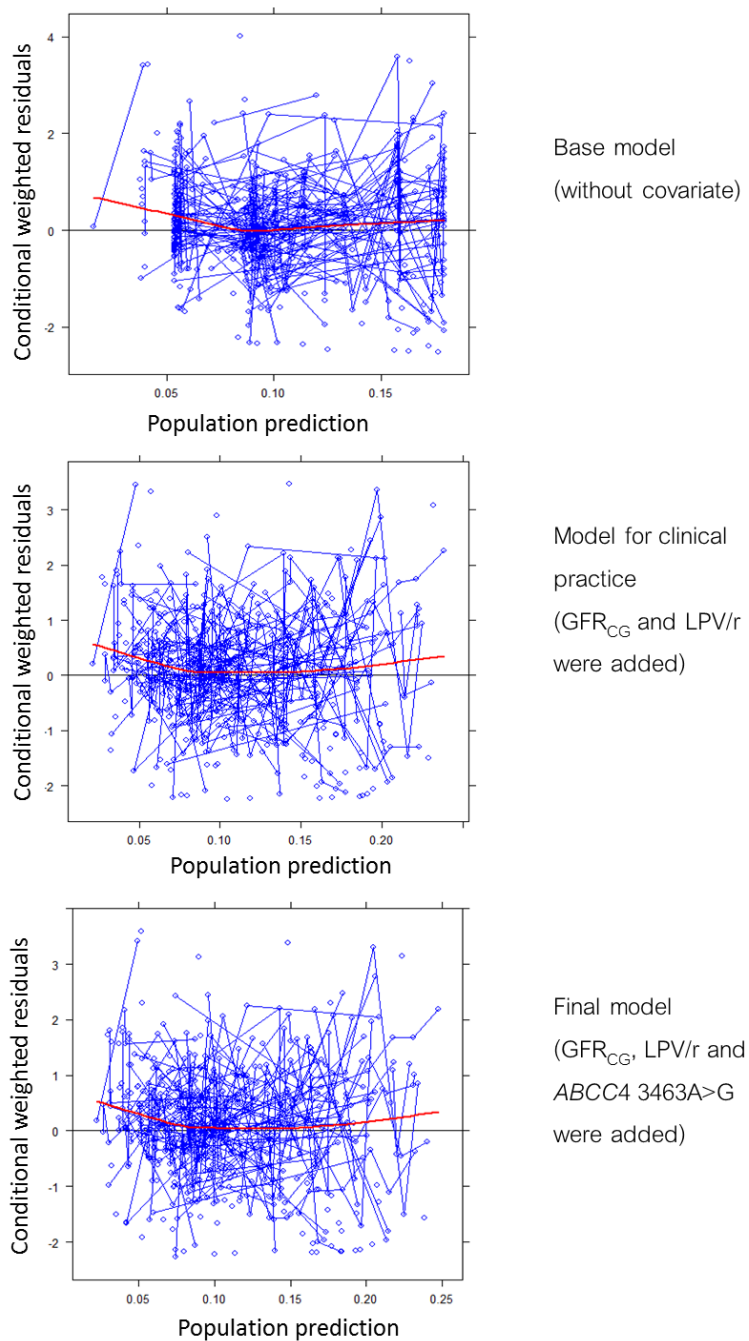 Conditional weighted residuals
4
2
0
-2
0.05
0.10
0.15
Population prediction
Base model
(without covariate)
Conditional weighted residuals
3
2
1
0
-1
-2
0.05
0.10
0.15
0.20
Population prediction
Model for clinical
practice
(GFRCG and LPV/r
were added)
Conditional weighted residuals
3
2
1
0
-1
-2
0.05
0.10
0.15
0.20
0.25
Population prediction
Final model
(GFRCG, LPV/r and
ABCC4 3463A>G
were added)